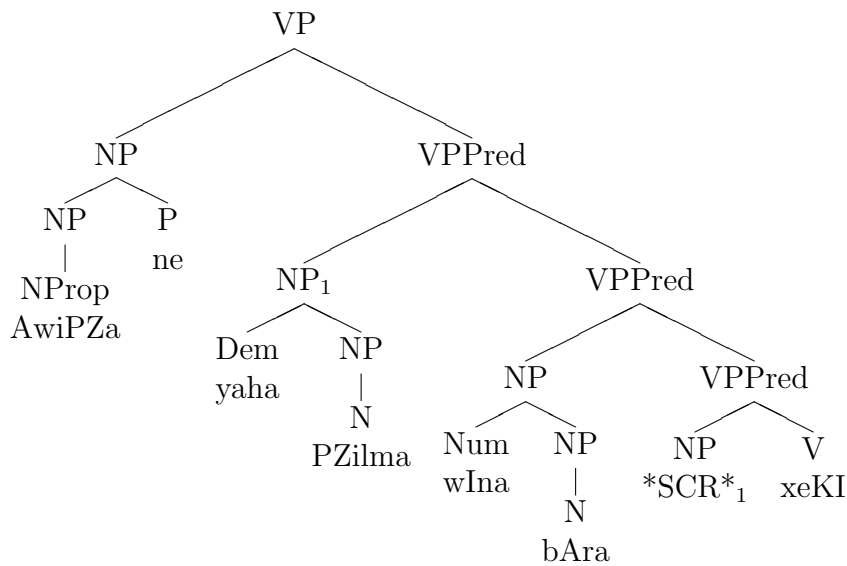 VP
NP VPPred
NP P
ne
NProp
AwiPZa
NP₁ VPPred
Dem NP
yaha
N
PZilma
NP VPPred
Num NP
wIna
N
bAra
NP V
*SCR*₁ xeKI